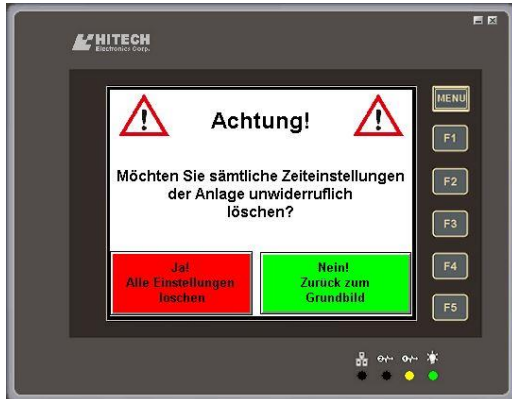 HITECH
Electronics Corp.
MENU
Achtung!
F1
Möchten Sie sämtliche Zeiteinstellungen
der Anlage unwiderruflich
löschen?
F2
F3
Ja!
Alle Einstellungen
löschen
Nein!
Zurück zum
Grundbild
F4
F5